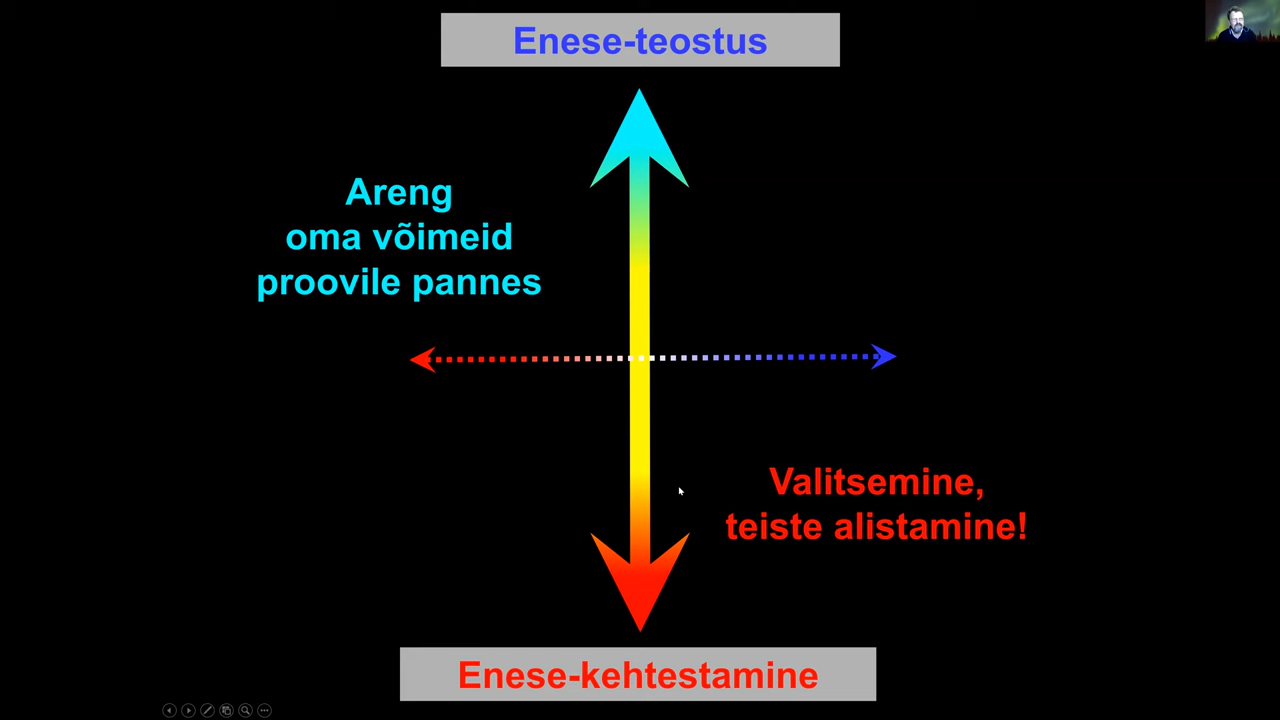 Enese-teostus
Areng
oma võimeid
proovile pannes
Valitsemine,
teiste alistamine!
Enese-kehtestamine